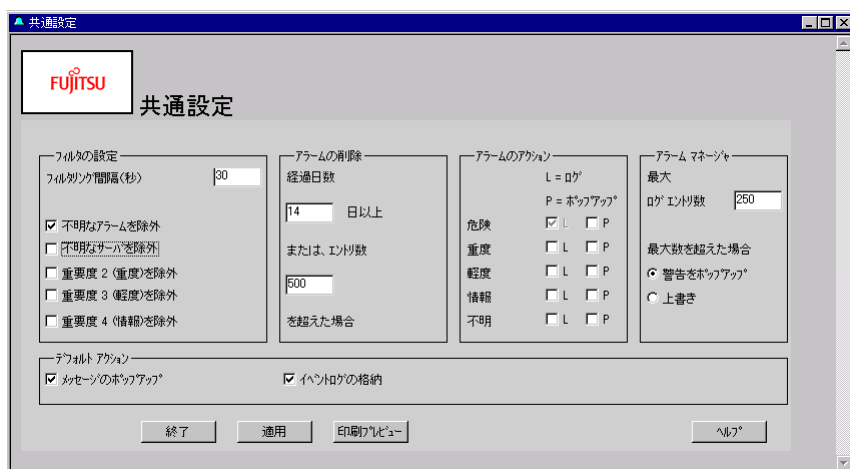 共通設定
FUJITSU
共通設定
フィルタの設定
フィルタリング間隔(秒) 30
不明なアラームを除外
不明なサーバを除外
重要度 2 (重度)を除外
重要度 3 (軽度)を除外
重要度 4 (情報)を除外
アラームの削除
経過日数
14 日以上
または、エントリ数
500
を超えた場合
アラームのアクション
L = ログ
P = ポップアップ
危険 L P
重度 L P
軽度 L P
情報 L P
不明 L P
アラーム マネージャ
最大
ログ エントリ数 250
最大数を超えた場合
警告をポップアップ
上書き
デフォルト アクション
メッセージのポップアップ イベントログの格納
終了 適用 印刷プレビュー ヘルプ